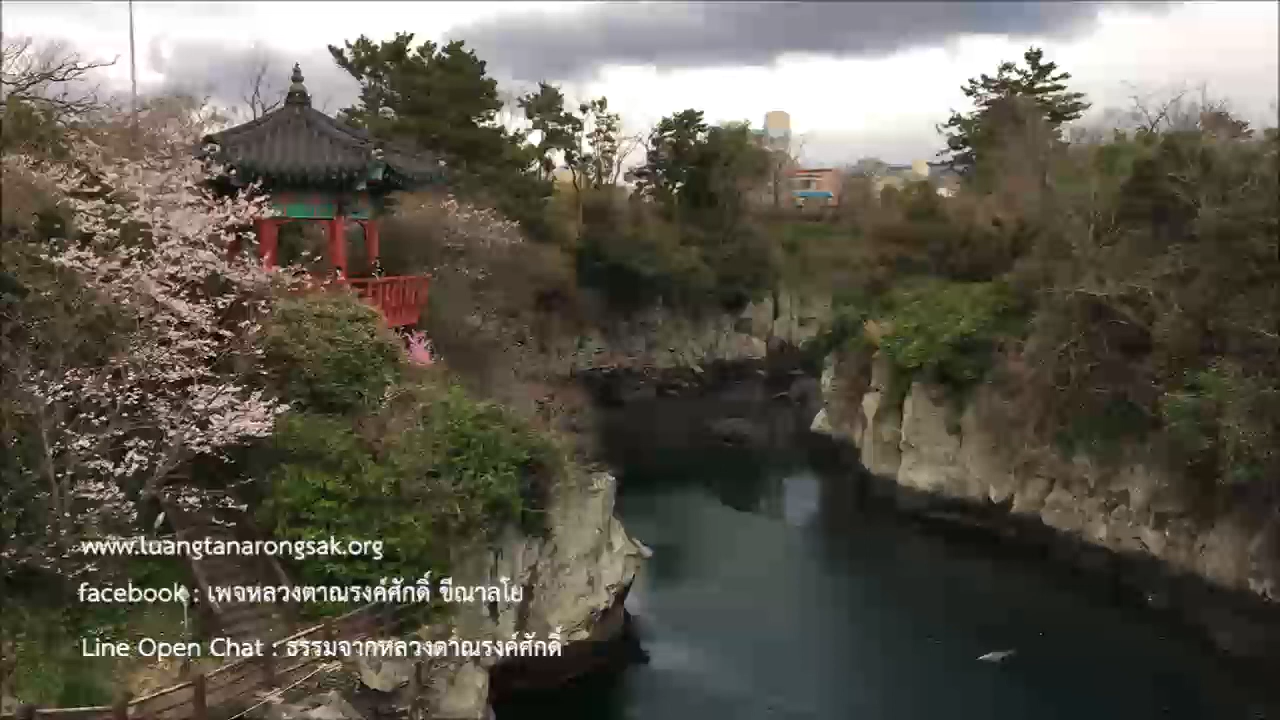 www.luangtanarongsak.org
facebook : เพจหลวงตาณรงค์ศักดิ์ ขีณาลโย
Line Open Chat : ธรรมจากหลวงตาณรงค์ศักดิ์